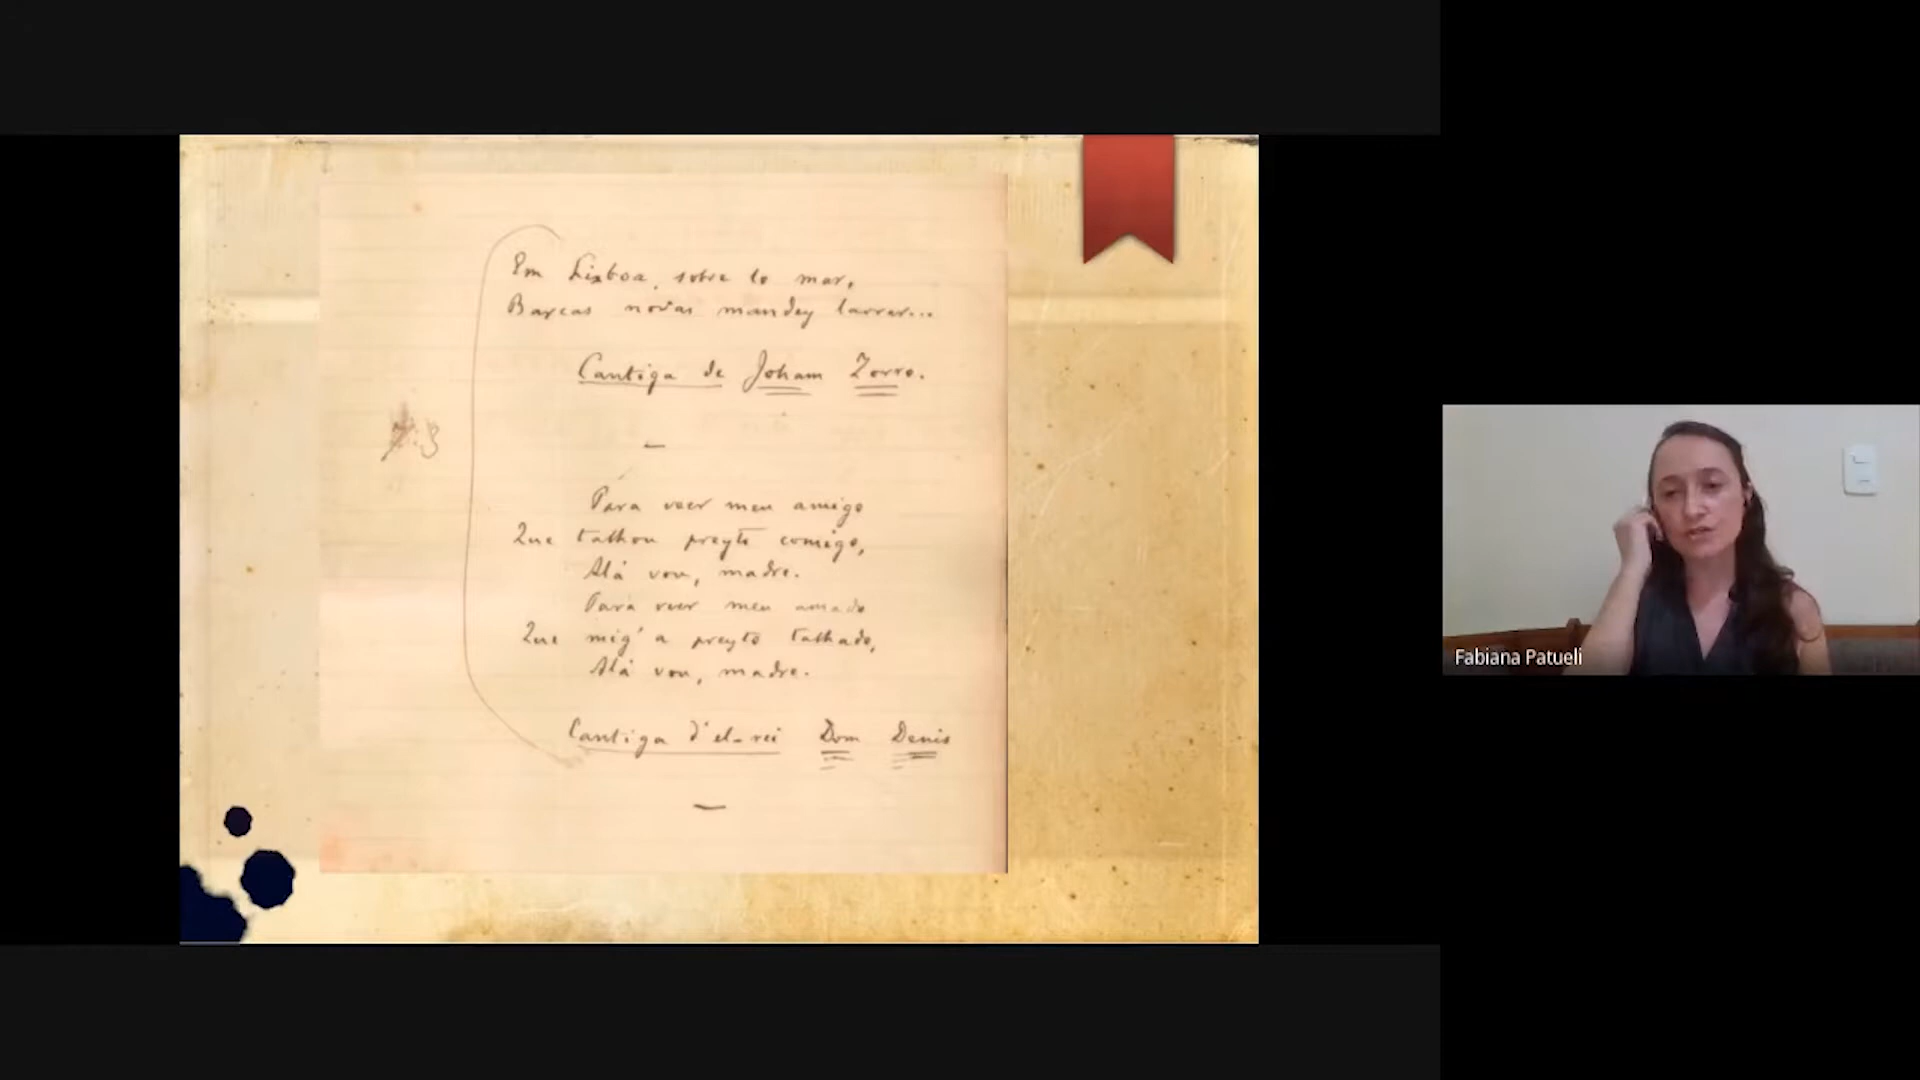 Em Lixboa, sobre lo mar,
Barcas novas mandey lavrar...
Cantiga de Joham Zorro.
Para veer meu amigo
Que talhou preyto comigo,
Alá vou, madre.
Para veer meu amado
Que mig' a preyto talhado,
Alá vou, madre.
Cantiga d'el-rei Dom Denis
Fabiana Patueli